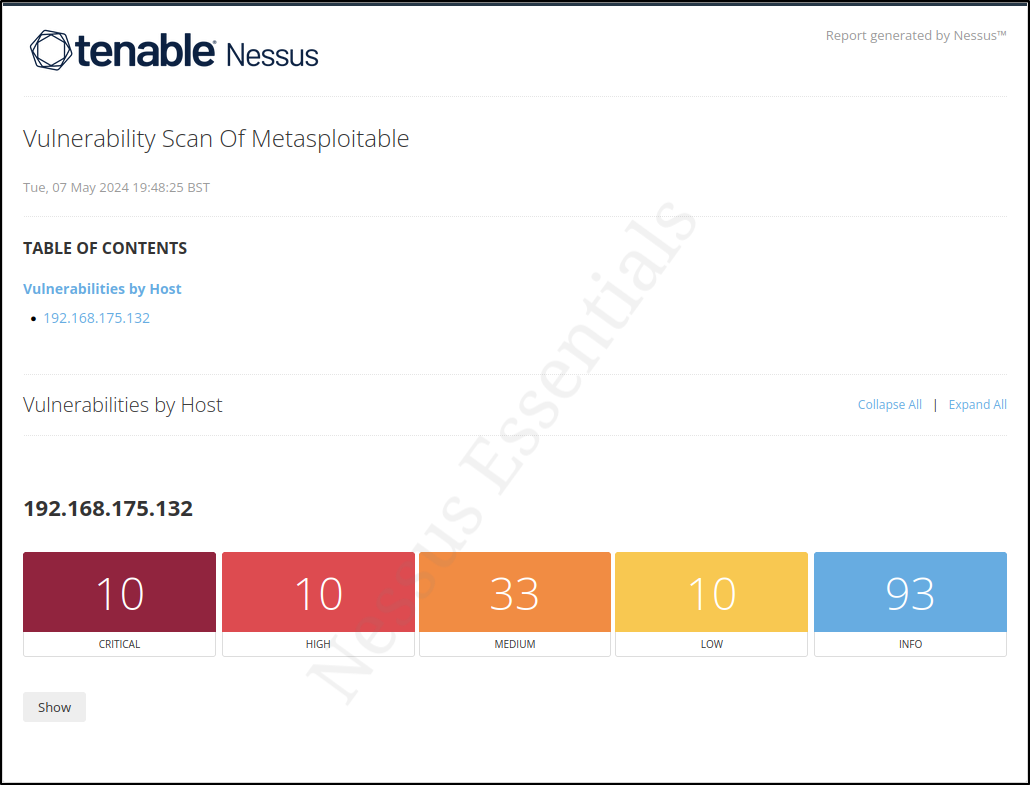 tenable Nessus
Report generated by Nessus™
Vulnerability Scan Of Metasploitable
Tue, 07 May 2024 19:48:25 BST
TABLE OF CONTENTS
Vulnerabilities by Host
• 192.168.175.132
Vulnerabilities by Host
Collapse All | Expand All
192.168.175.132
10 10 33 10 93
CRITICAL HIGH MEDIUM LOW INFO
Show
Nessus Essentials